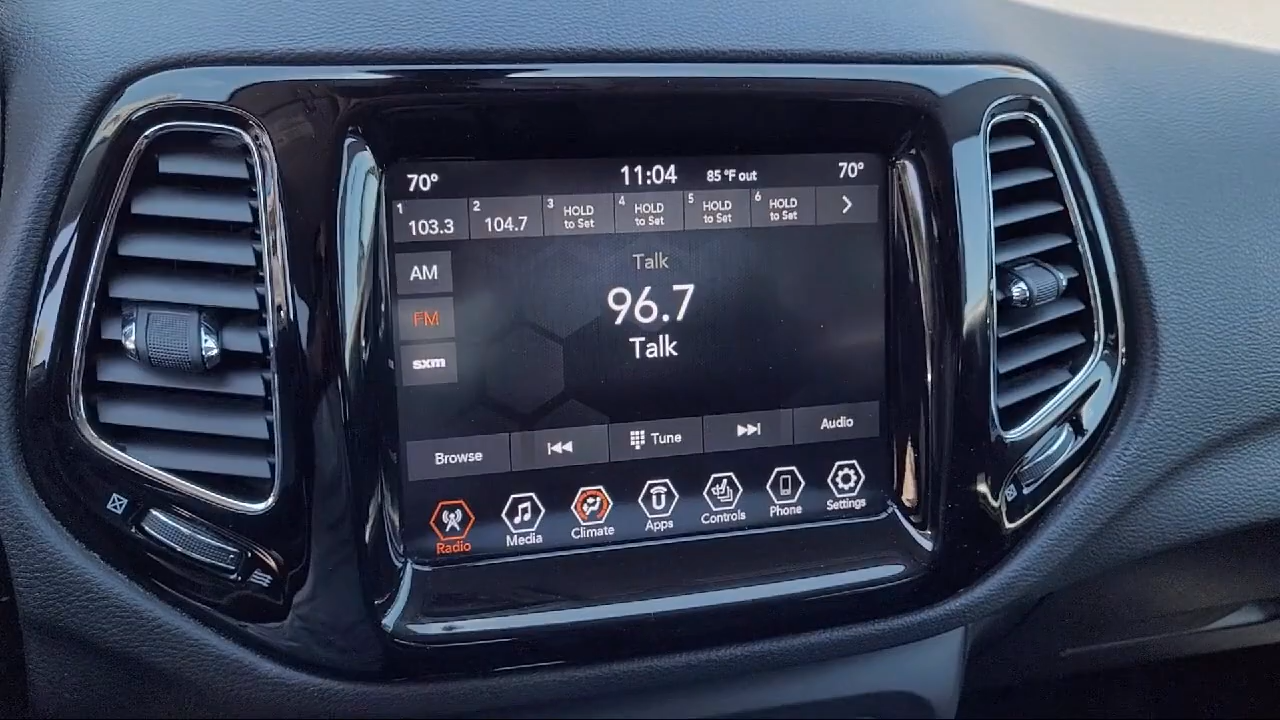 70° 11:04 85 °F out 70°
1 103.3 2 104.7 3 HOLD to Set 4 HOLD to Set 5 HOLD to Set 6 HOLD to Set
Talk
AM
96.7
FM
Talk
sxm
Browse Tune Audio
Radio Media Climate Apps Controls Phone Settings